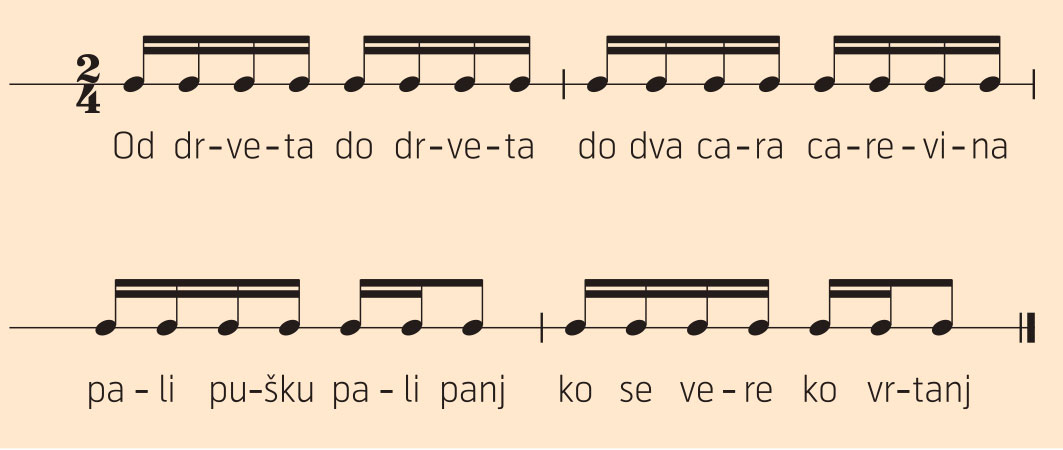 2
4
Od dr-ve-ta do dr-ve-ta do dva ca-ra ca-re-vi-na
pa-li pu-šku pa-li panj ko se ve-re ko vr-tanj